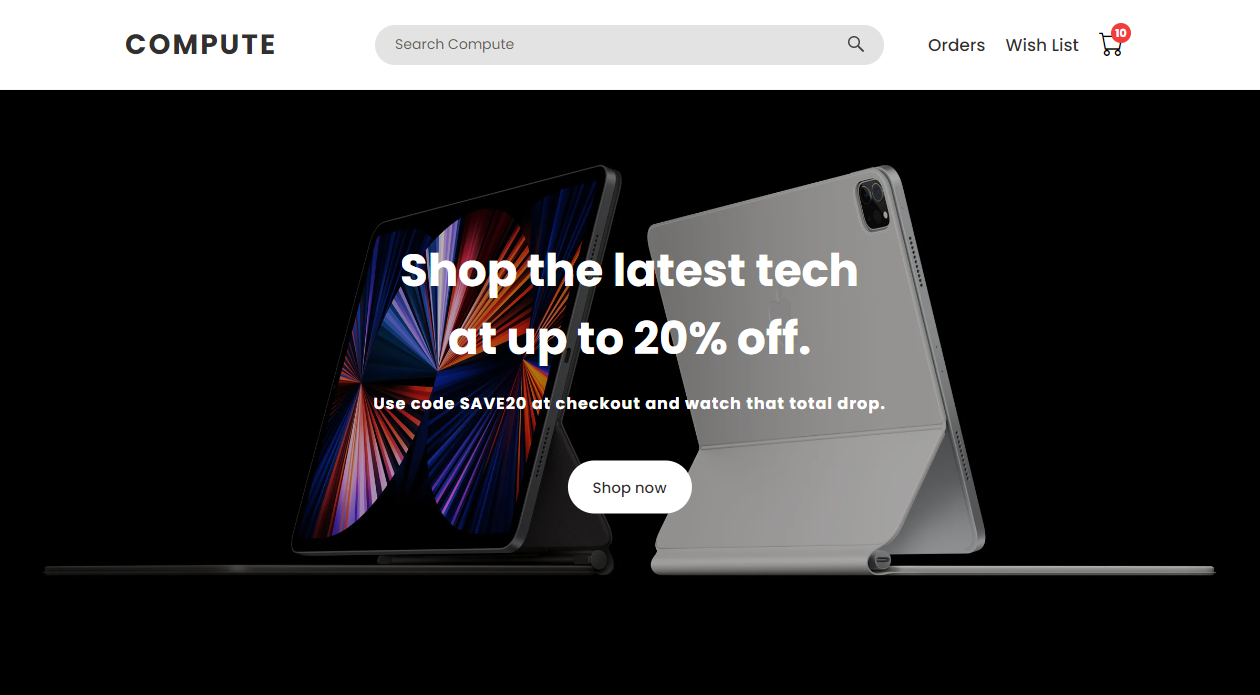 COMPUTE
Search Compute
Orders
Wish List
10
Shop the latest tech
at up to 20% off.
Use code SAVE20 at checkout and watch that total drop.
Shop now